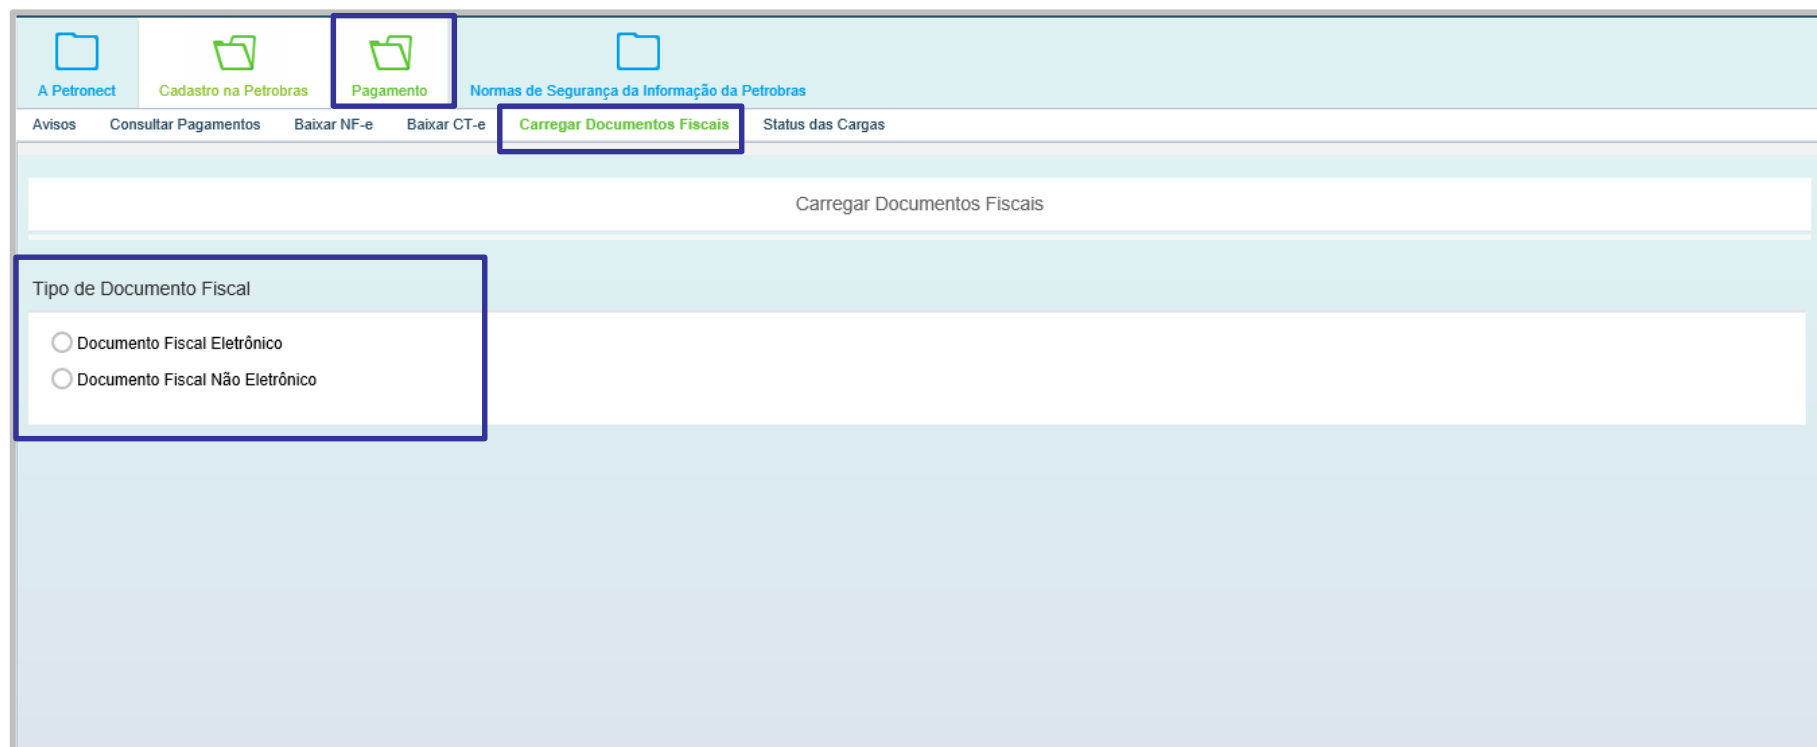 A Petronect Cadastro na Petrobras Pagamento Normas de Segurança da Informação da Petrobras
Avisos Consultar Pagamentos Baixar NF-e Baixar CT-e Carregar Documentos Fiscais Status das Cargas
Carregar Documentos Fiscais
Tipo de Documento Fiscal
Documento Fiscal Eletrônico
Documento Fiscal Não Eletrônico